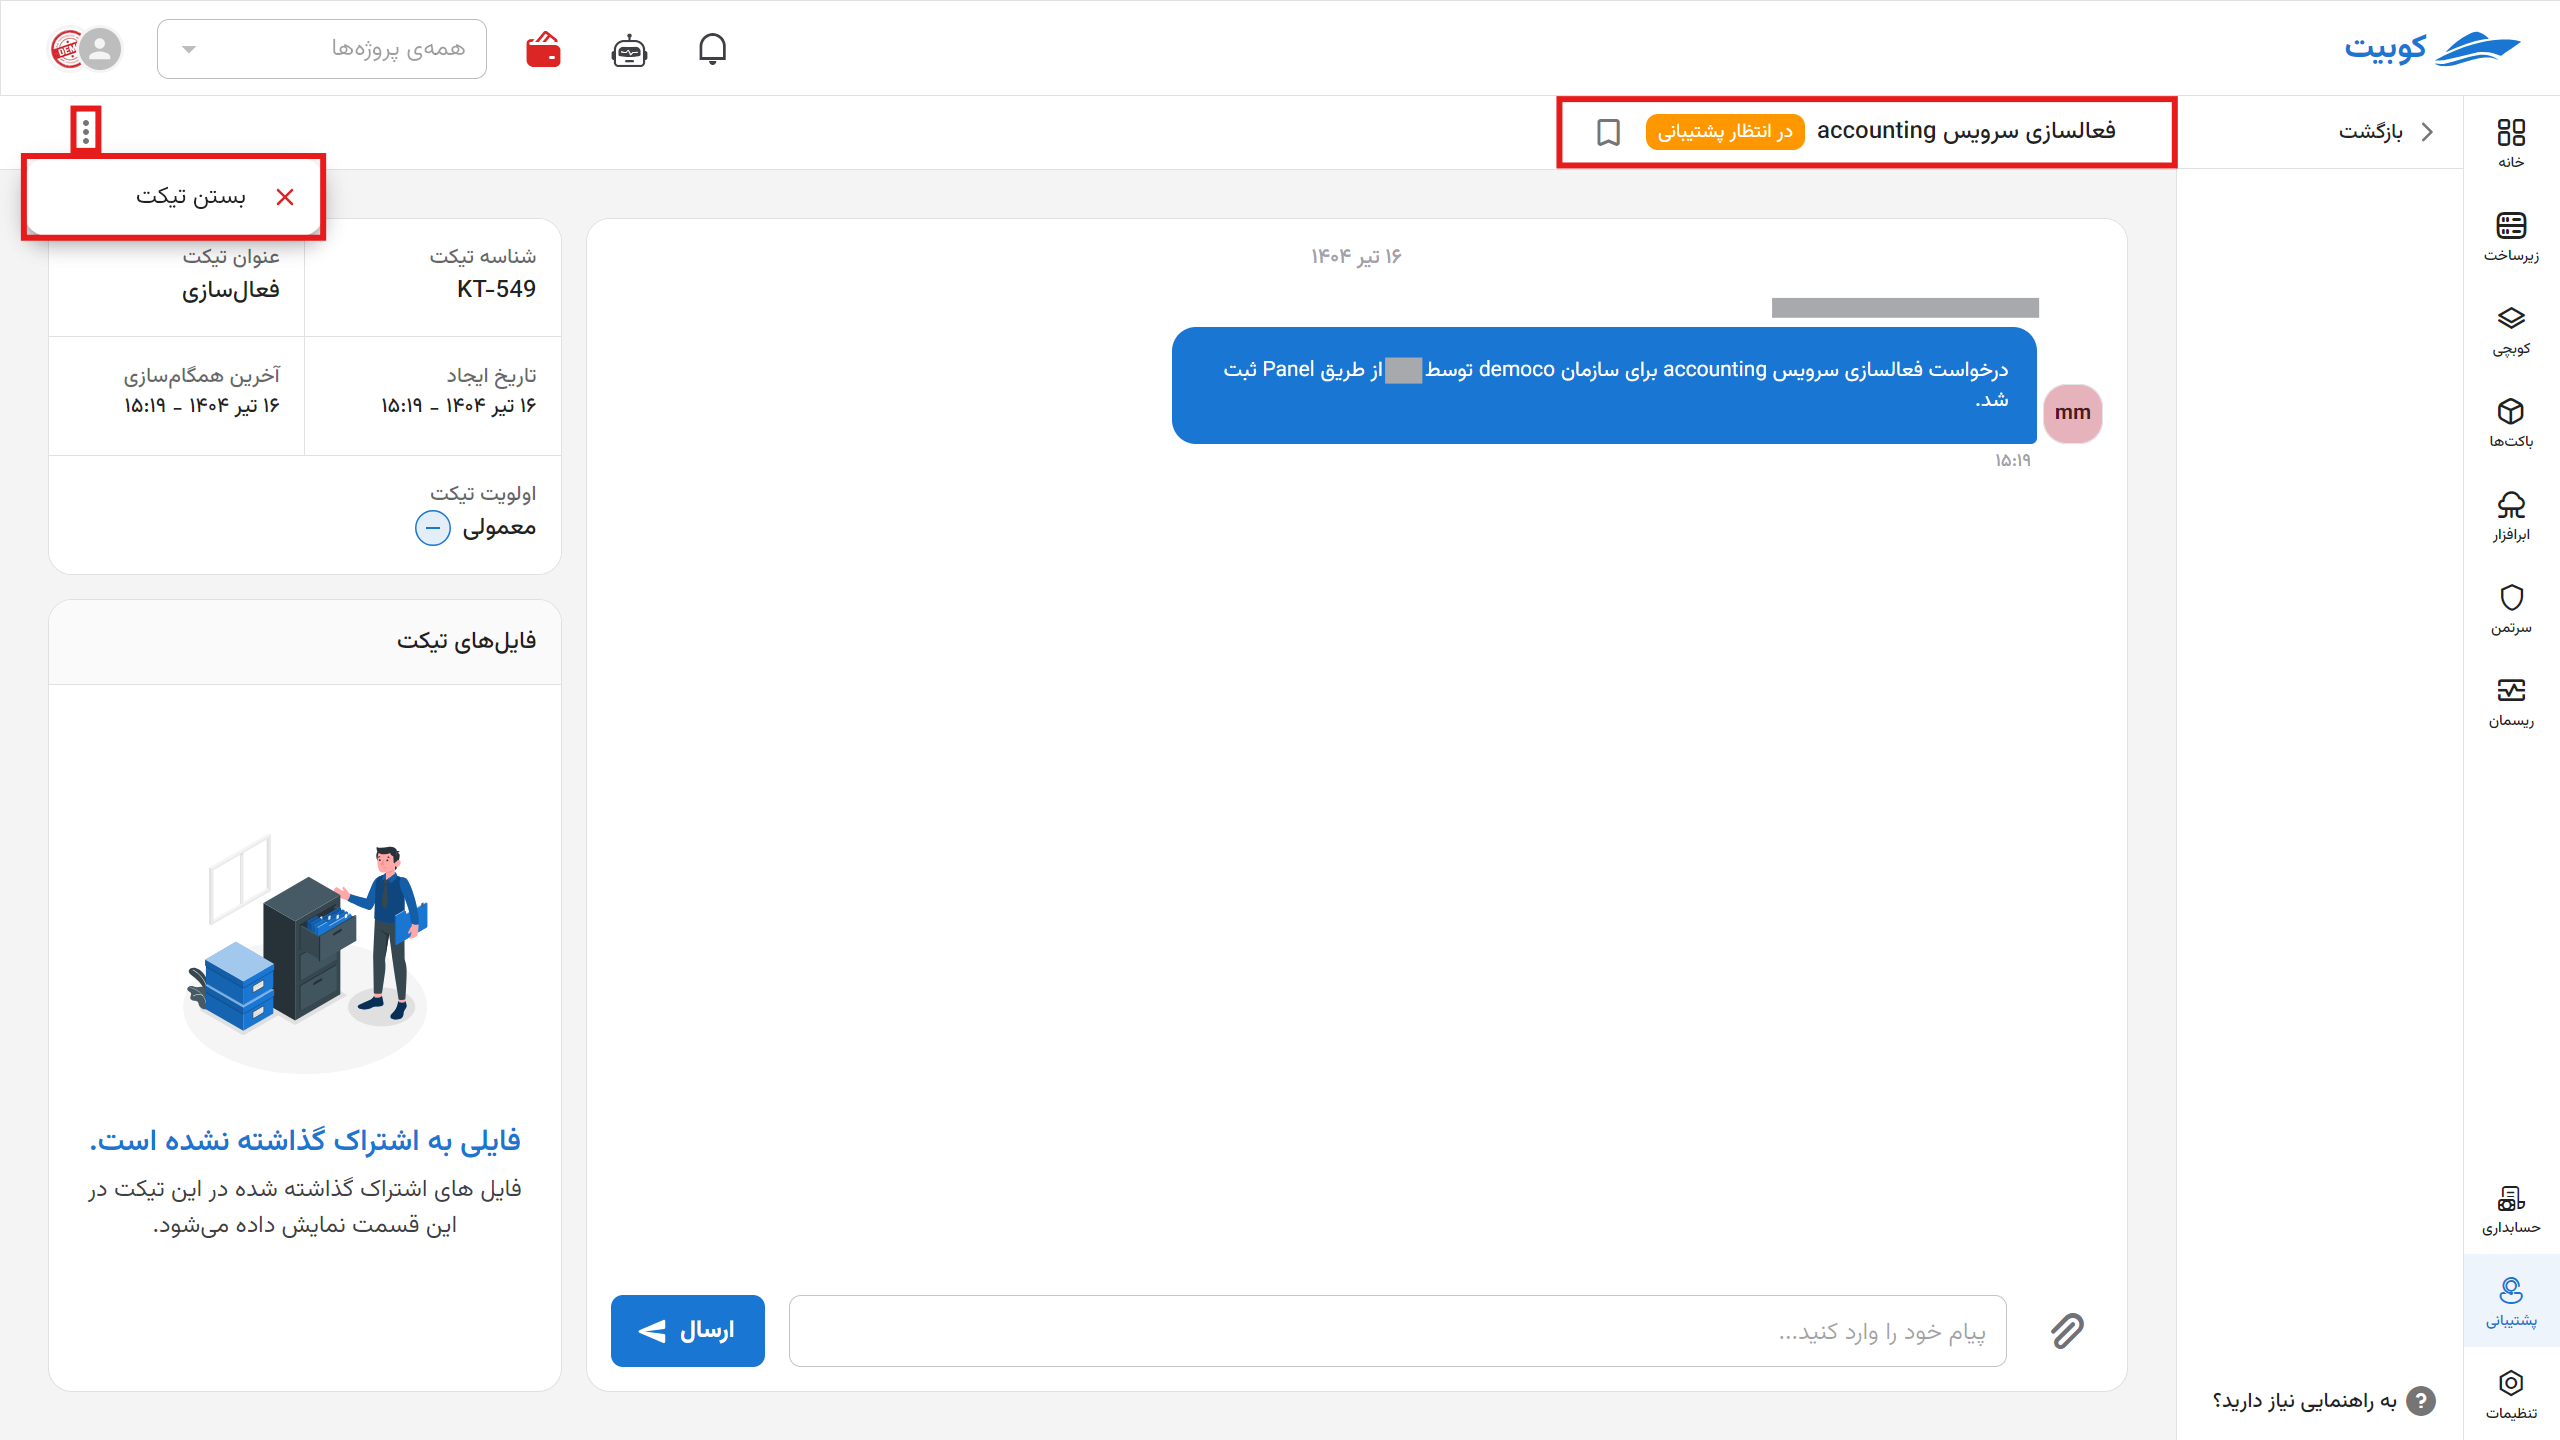 کوبیت
همه‌ی پروژه‌ها
بازگشت
فعالسازی سرویس accounting
در انتظار پشتیبانی
بستن تیکت
خانه
زیرساخت
کوبچی
باکت‌ها
ابرافزار
سرتمن
ریسمان
حسابداری
پشتیبانی
تنظیمات
به راهنمایی نیاز دارید؟
۱۶ تیر ۱۴۰۴
درخواست فعالسازی سرویس accounting برای سازمان democo توسط از طریق Panel ثبت
شد.
mm
۱۵:۱۹
پیام خود را وارد کنید...
ارسال
شناسه تیکت
KT-549
عنوان تیکت
فعال‌سازی
تاریخ ایجاد
۱۶ تیر ۱۴۰۴ - ۱۵:۱۹
آخرین همگام‌سازی
۱۶ تیر ۱۴۰۴ - ۱۵:۱۹
اولویت تیکت
معمولی
فایل‌های تیکت
فایلی به اشتراک گذاشته نشده است.
فایل های اشتراک گذاشته شده در این تیکت در
این قسمت نمایش داده می‌شود.